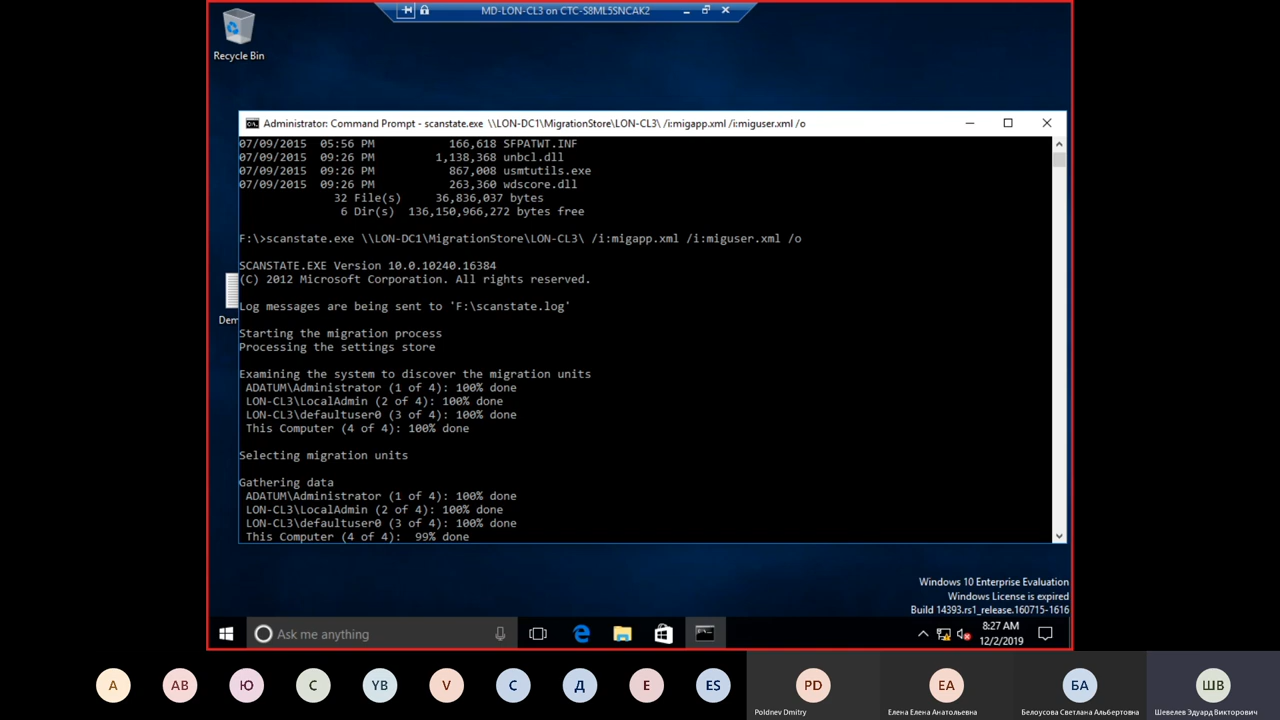 MD-LON-CL3 on CTC-S8ML5SNCAK2
Recycle Bin
Administrator: Command Prompt - scanstate.exe \\LON-DC1\MigrationStore\LON-CL3\ /i:migapp.xml /i:miguser.xml /o
07/09/2015 05:56 PM 166,618 SFPATWT.INF
07/09/2015 09:26 PM 1,138,368 unbcl.dll
07/09/2015 09:26 PM 867,008 usmtutils.exe
07/09/2015 09:26 PM 263,360 wdscore.dll
32 File(s) 36,836,037 bytes
6 Dir(s) 136,150,966,272 bytes free
F:\>scanstate.exe \\LON-DC1\MigrationStore\LON-CL3\ /i:migapp.xml /i:miguser.xml /o
SCANSTATE.EXE Version 10.0.10240.16384
(C) 2012 Microsoft Corporation. All rights reserved.
Log messages are being sent to 'F:\scanstate.log'
Dem
Starting the migration process
Processing the settings store
Examining the system to discover the migration units
ADATUM\Administrator (1 of 4): 100% done
LON-CL3\LocalAdmin (2 of 4): 100% done
LON-CL3\defaultuser0 (3 of 4): 100% done
This Computer (4 of 4): 100% done
Selecting migration units
Gathering data
ADATUM\Administrator (1 of 4): 100% done
LON-CL3\LocalAdmin (2 of 4): 100% done
LON-CL3\defaultuser0 (3 of 4): 100% done
This Computer (4 of 4): 99% done
Windows 10 Enterprise Evaluation
Windows License is expired
Build 14393.rs1_release.160715-1616
Ask me anything
8:27 AM
12/2/2019
A
АВ
Ю
С
YB
V
C
Д
E
ES
PD
ЕА
БА
ШВ
Poldnev Dmitry
Елена Елена Анатольевна
Белоусова Светлана Альбертовна
Шевелев Эдуард Викторович